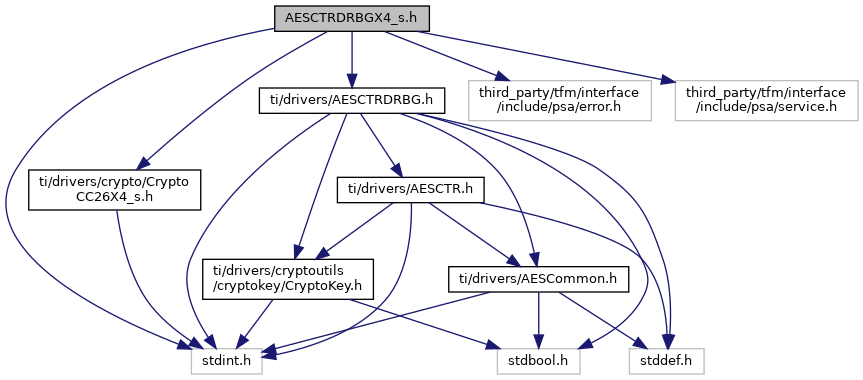 AESCTRDRBGX4_s.h
ti/drivers/AESCTRDRBG.h
third_party/tfm/interface
/include/psa/error.h
third_party/tfm/interface
/include/psa/service.h
ti/drivers/crypto/Crypto
CC26X4_s.h
ti/drivers/AESCTR.h
ti/drivers/cryptoutils
/cryptokey/CryptoKey.h
ti/drivers/AESCommon.h
stdint.h
stdbool.h
stddef.h